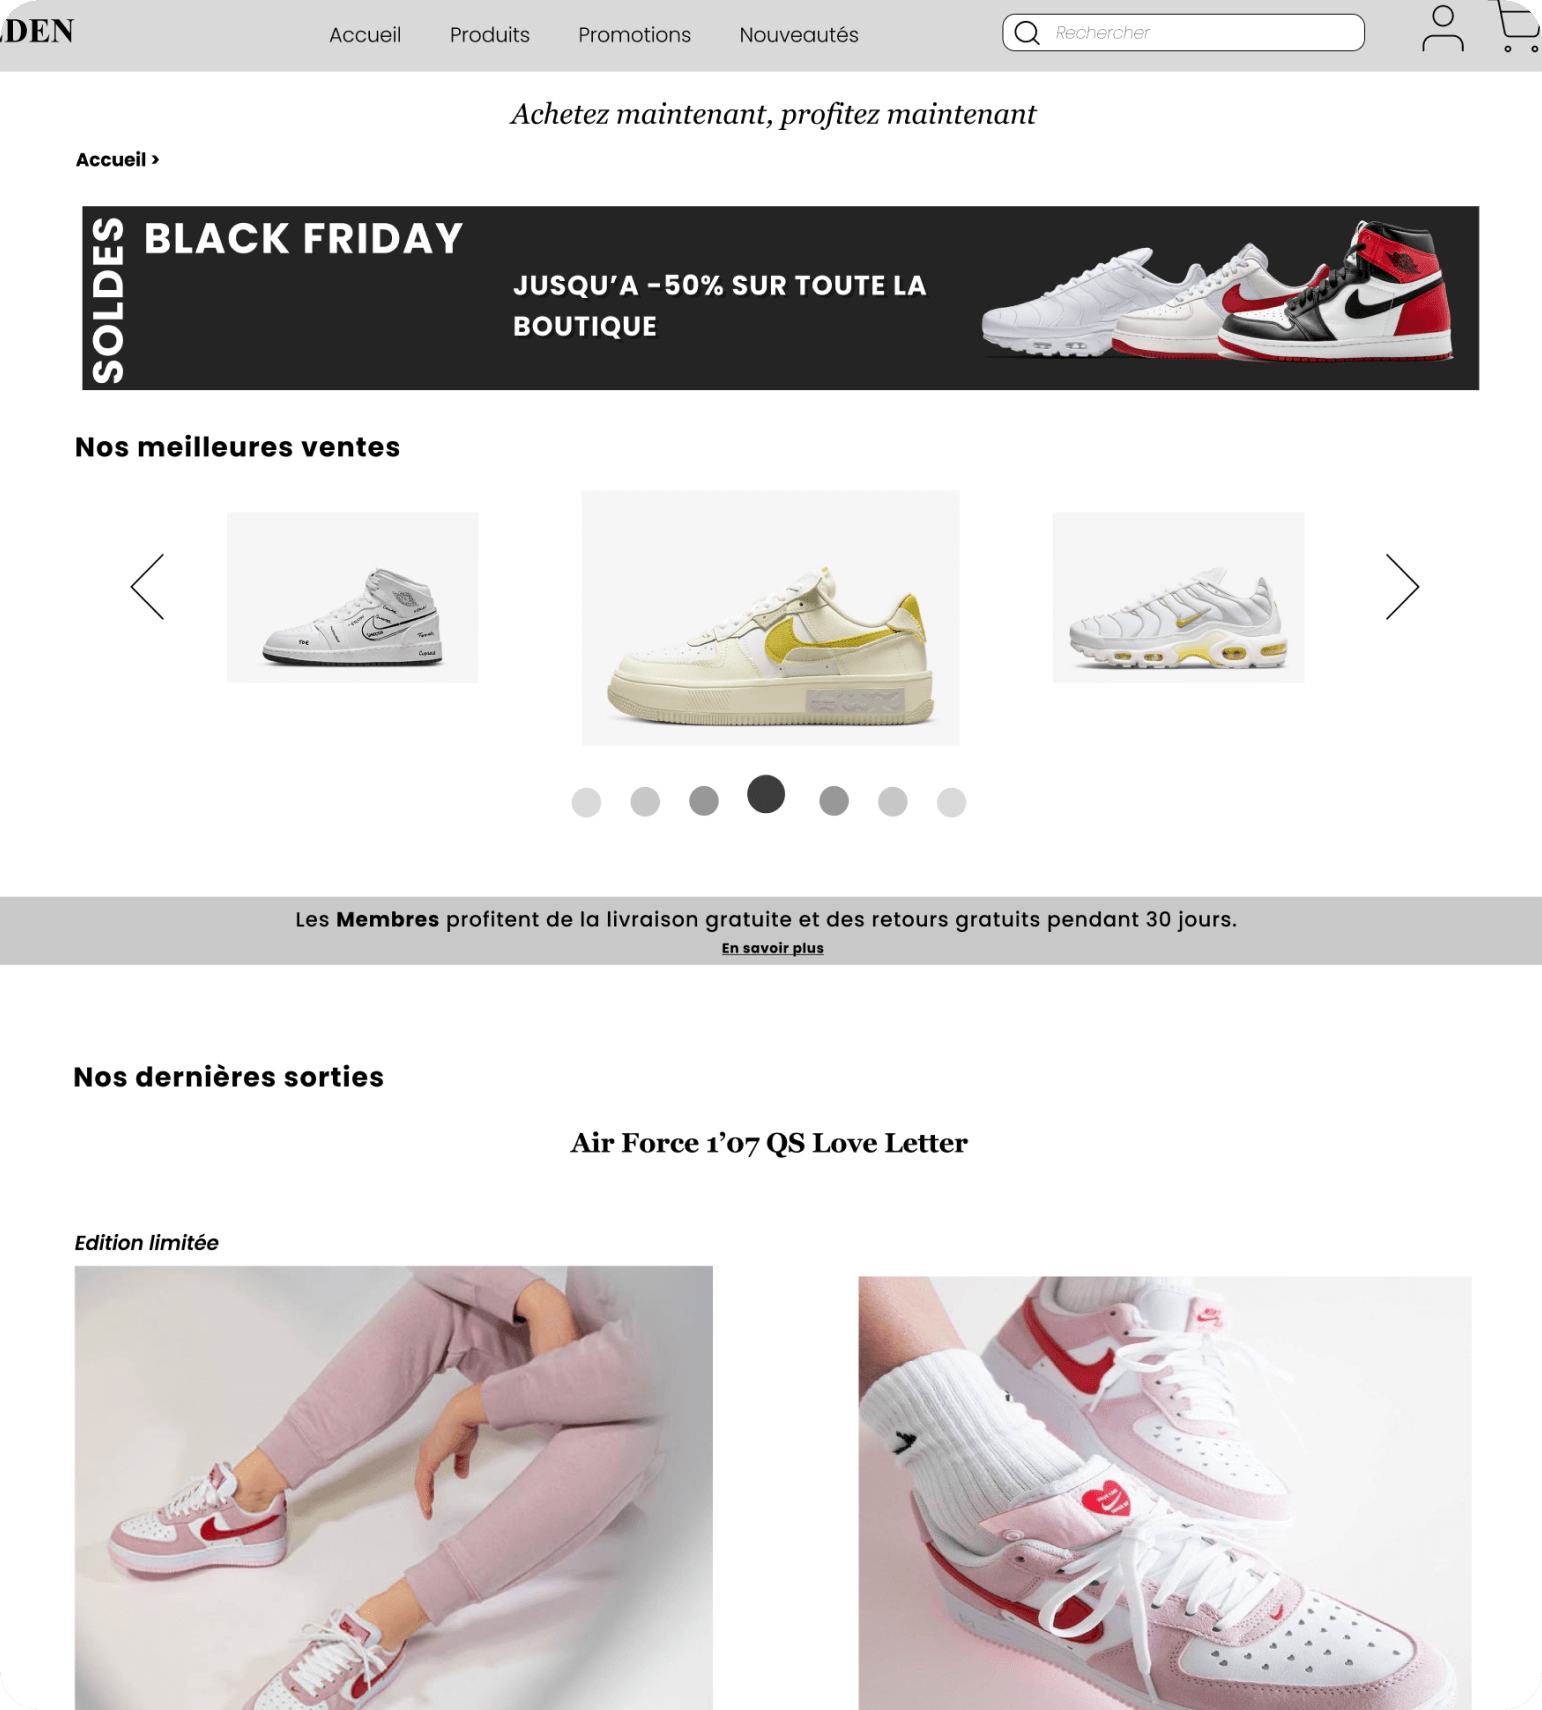 DEN
Accueil Produits Promotions Nouveautés Rechercher
Achetez maintenant, profitez maintenant
Accueil >
SOLDES
BLACK FRIDAY
JUSQU’A -50% SUR TOUTE LA
BOUTIQUE
Nos meilleures ventes
Les Membres profitent de la livraison gratuite et des retours gratuits pendant 30 jours.
En savoir plus
Nos dernières sorties
Air Force 1’07 QS Love Letter
Edition limitée